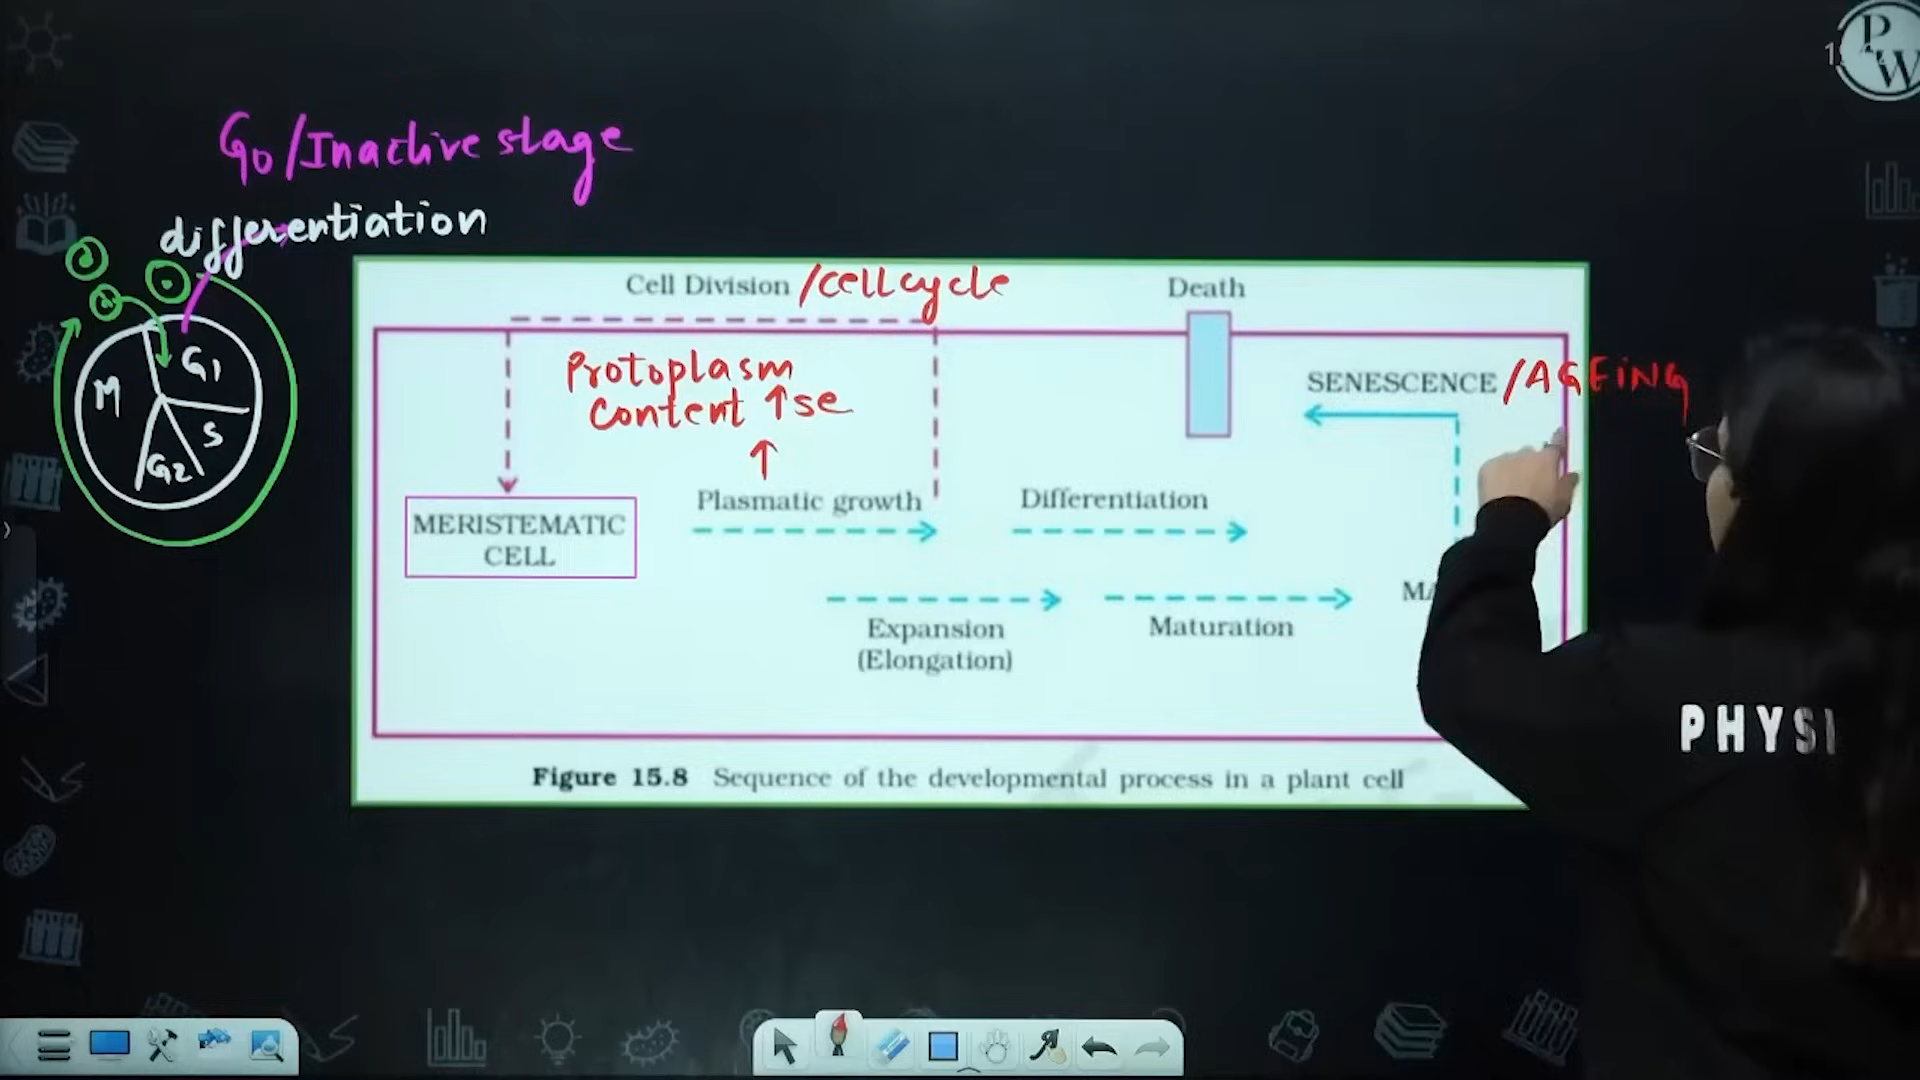 P
W
G0/Inactive stage
differentiation
M
G1
S
G2
Cell Division /cell cycle
Death
Protoplasm
Content ↑se
↑
SENESCENCE /AGEING
MERISTEMATIC
CELL
Plasmatic growth
Differentiation
Expansion
(Elongation)
Maturation
Figure 15.8 Sequence of the developmental process in a plant cell
PHYSI